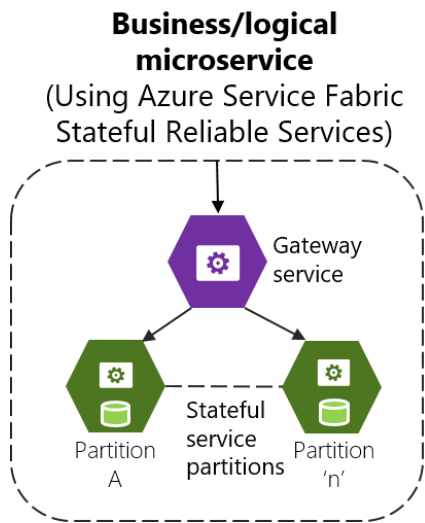 Business/logical
microservice
(Using Azure Service Fabric
Stateful Reliable Services)
Gateway
service
Stateful
service
partitions
Partition
A
Partition
‘n’